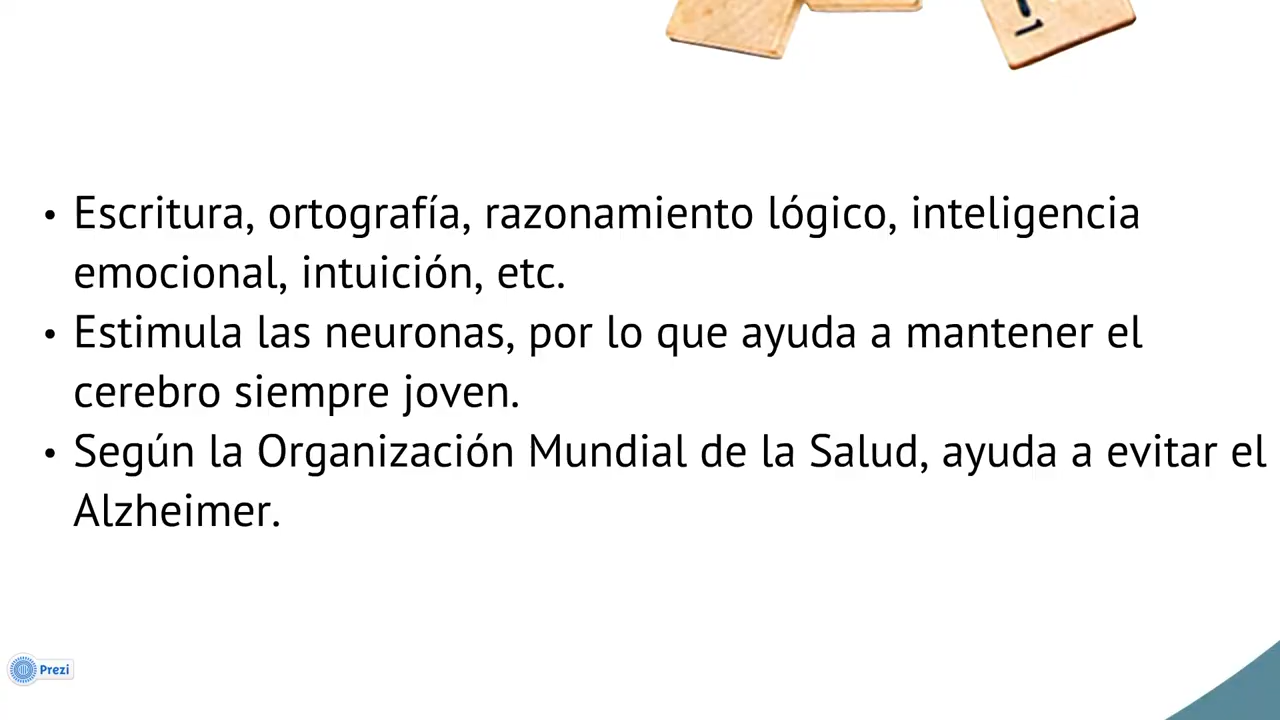 • Escritura, ortografía, razonamiento lógico, inteligencia
emocional, intuición, etc.
• Estimula las neuronas, por lo que ayuda a mantener el
cerebro siempre joven.
• Según la Organización Mundial de la Salud, ayuda a evitar el
Alzheimer.
Prezi